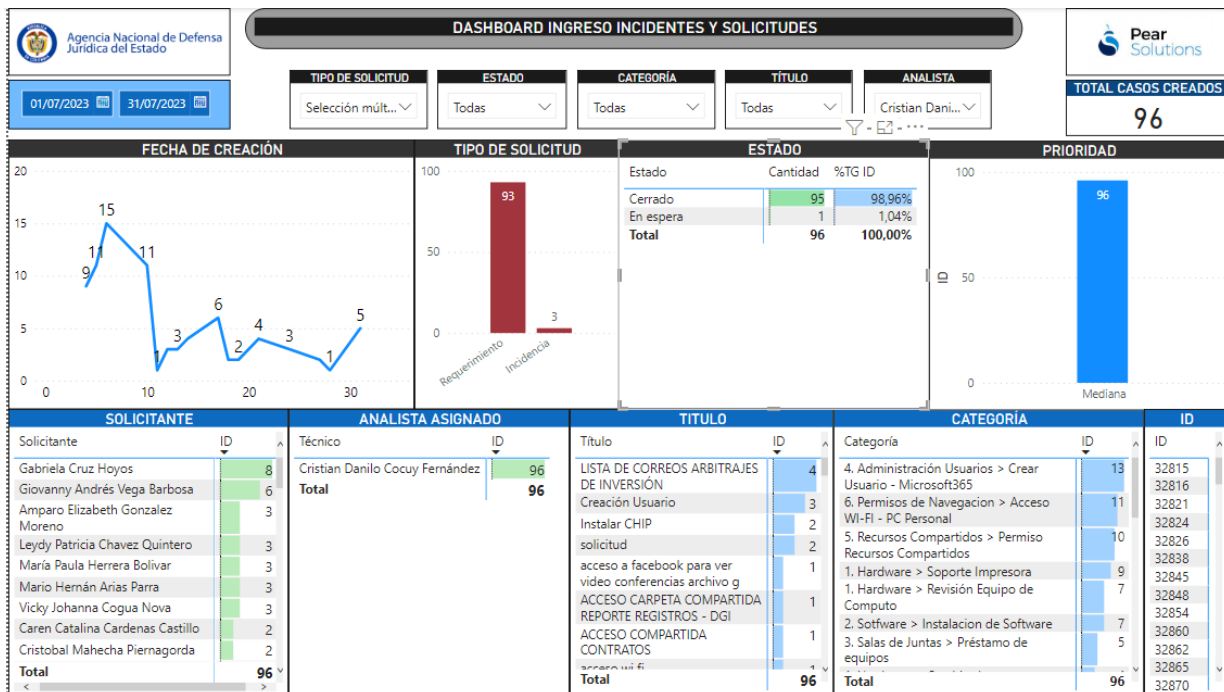 Agencia Nacional de Defensa
Jurídica del Estado
DASHBOARD INGRESO INCIDENTES Y SOLICITUDES
Pear
Solutions
01/07/2023 31/07/2023
TIPO DE SOLICITUD
Selección múlt...
ESTADO
Todas
CATEGORÍA
Todas
TÍTULO
Todas
ANALISTA
Cristian Dani...
TOTAL CASOS CREADOS
96
FECHA DE CREACIÓN
20
15
10
5
0
0 10 20 30
9
11
15
11
1
3
6
2
4
3
1
5
TIPO DE SOLICITUD
100
50
0
93
3
Requerimiento
Incidencia
ESTADO
Estado Cantidad %TG ID
Cerrado 95 98,96%
En espera 1 1,04%
Total 96 100,00%
PRIORIDAD
ID
100
50
0
96
Mediana
SOLICITANTE
Solicitante ID
Gabriela Cruz Hoyos 8
Giovanny Andrés Vega Barbosa 6
Amparo Elizabeth Gonzalez 3
Moreno
Leydy Patricia Chavez Quintero 3
María Paula Herrera Bolivar 3
Mario Hernán Arias Parra 3
Vicky Johanna Cogua Nova 3
Caren Catalina Cardenas Castillo 2
Cristobal Mahecha Piernagorda 2
Total 96
ANALISTA ASIGNADO
Técnico ID
Cristian Danilo Cocuy Fernández 96
Total 96
TITULO
Título ID
LISTA DE CORREOS ARBITRAJES 4
DE INVERSIÓN
Creación Usuario 3
Instalar CHIP 2
solicitud 2
acceso a facebook para ver 1
video conferencias archivo g
ACCESO CARPETA COMPARTIDA 1
REPORTE REGISTROS - DGI
ACCESO COMPARTIDA 1
CONTRATOS
acceso wi fi 1
Total 96
CATEGORÍA
Categoría ID
4. Administración Usuarios > Crear 13
Usuario - Microsoft365
6. Permisos de Navegacion > Acceso 11
WI-FI - PC Personal
5. Recursos Compartidos > Permiso 10
Recursos Compartidos
1. Hardware > Soporte Impresora 9
1. Hardware > Revisión Equipo de 7
Computo
2. Sotfware > Instalacion de Software 7
3. Salas de Juntas > Préstamo de 5
equipos
Total 96
ID
ID
32815
32816
32821
32824
32826
32838
32845
32848
32854
32860
32862
32865
32870